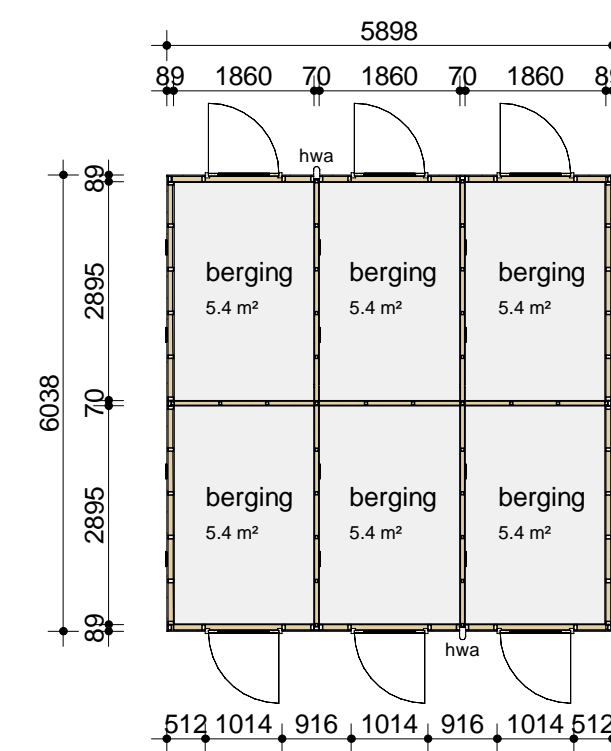 5898
89 1860 70 1860 70 1860 89
hwa
89
berging berging berging
5.4 m² 5.4 m² 5.4 m²
2895
6038
70
berging berging berging
5.4 m² 5.4 m² 5.4 m²
2895
89
hwa
512 1014 916 1014 916 1014 512